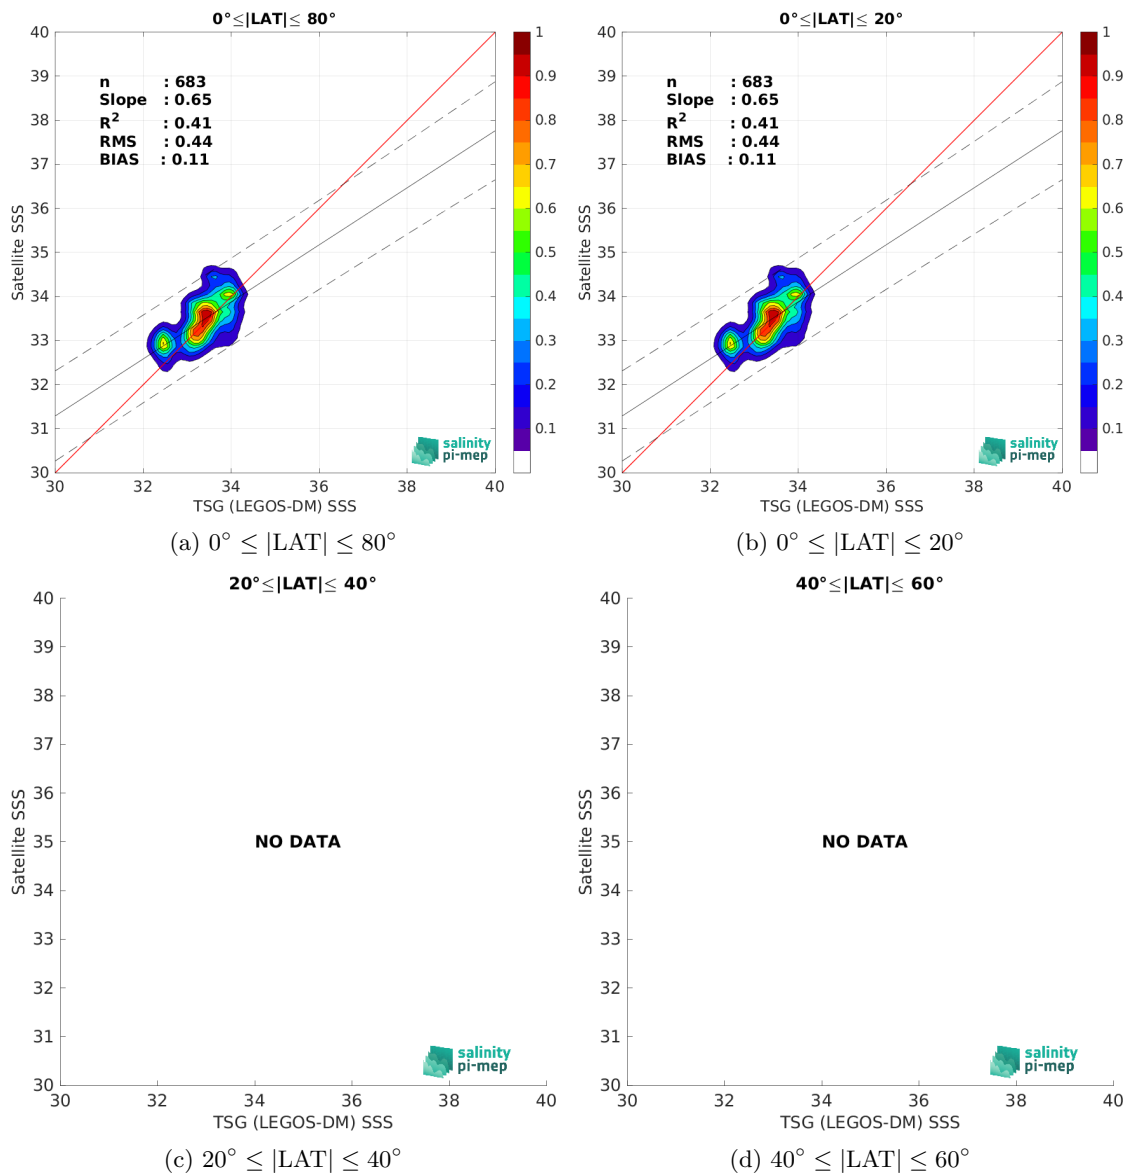 0°≤|LAT|≤ 80°
40
39
38
37
36
35
34
33
32
31
30
Satellite SSS
n : 683
Slope : 0.65
R² : 0.41
RMS : 0.44
BIAS : 0.11
salinity
pi-mep
30 32 34 36 38 40
TSG (LEGOS-DM) SSS
1
0.9
0.8
0.7
0.6
0.5
0.4
0.3
0.2
0.1
(a) 0° ≤ |LAT| ≤ 80°
0°≤|LAT|≤ 20°
40
39
38
37
36
35
34
33
32
31
30
Satellite SSS
n : 683
Slope : 0.65
R² : 0.41
RMS : 0.44
BIAS : 0.11
salinity
pi-mep
30 32 34 36 38 40
TSG (LEGOS-DM) SSS
1
0.9
0.8
0.7
0.6
0.5
0.4
0.3
0.2
0.1
(b) 0° ≤ |LAT| ≤ 20°
20°≤|LAT|≤ 40°
40
39
38
37
36
35
34
33
32
31
30
Satellite SSS
NO DATA
salinity
pi-mep
30 32 34 36 38 40
TSG (LEGOS-DM) SSS
(c) 20° ≤ |LAT| ≤ 40°
40°≤|LAT|≤ 60°
40
39
38
37
36
35
34
33
32
31
30
Satellite SSS
NO DATA
salinity
pi-mep
30 32 34 36 38 40
TSG (LEGOS-DM) SSS
(d) 40° ≤ |LAT| ≤ 60°